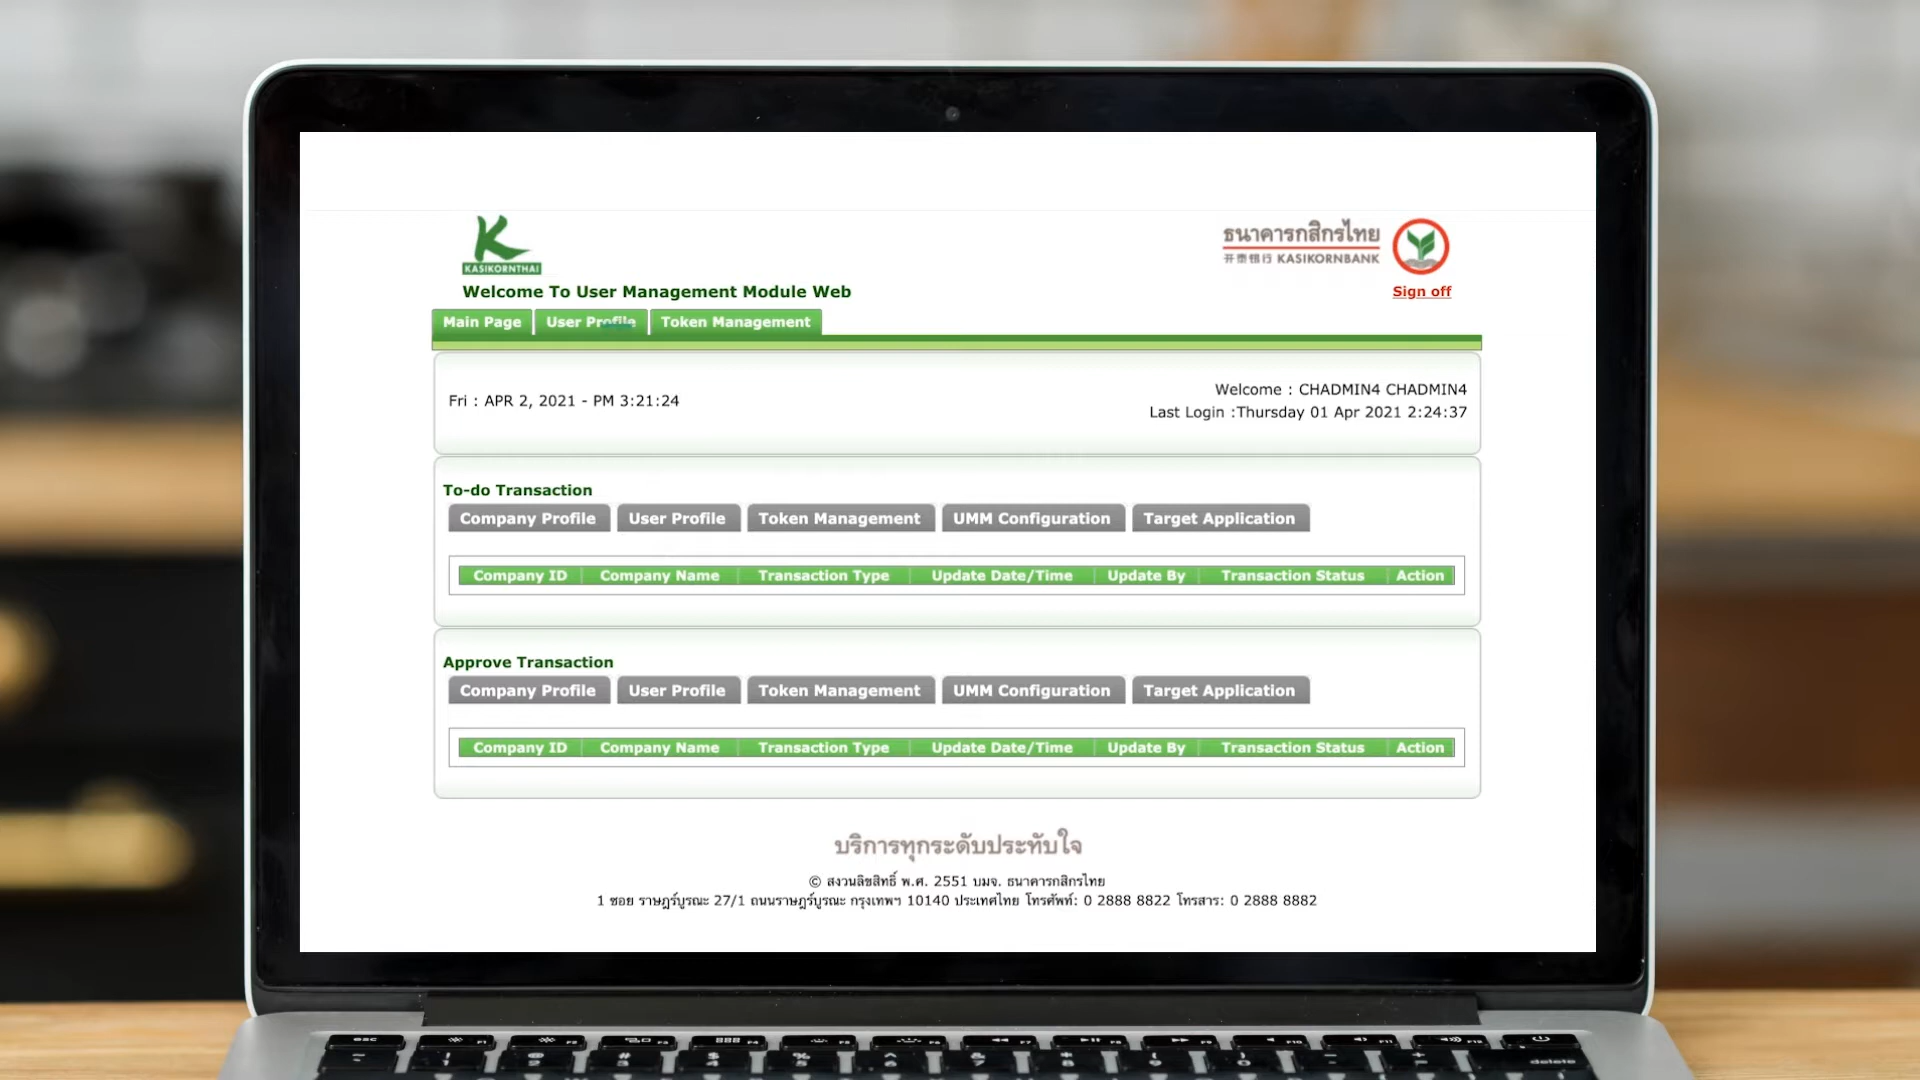 KASIKORNTHAI
ธนาคารกสิกรไทย
开泰银行 KASIKORNBANK
Welcome To User Management Module Web
Sign off
Main Page User Profile Token Management
Fri : APR 2, 2021 - PM 3:21:24
Welcome : CHADMIN4 CHADMIN4
Last Login :Thursday 01 Apr 2021 2:24:37
To-do Transaction
Company Profile User Profile Token Management UMM Configuration Target Application
Company ID Company Name Transaction Type Update Date/Time Update By Transaction Status Action
Approve Transaction
Company Profile User Profile Token Management UMM Configuration Target Application
Company ID Company Name Transaction Type Update Date/Time Update By Transaction Status Action
บริการทุกระดับประทับใจ
© สงวนลิขสิทธิ์ พ.ศ. 2551 บมจ. ธนาคารกสิกรไทย
1 ซอย ราษฎร์บูรณะ 27/1 ถนนราษฎร์บูรณะ กรุงเทพฯ 10140 ประเทศไทย โทรศัพท์: 0 2888 8822 โทรสาร: 0 2888 8882
esc
delete